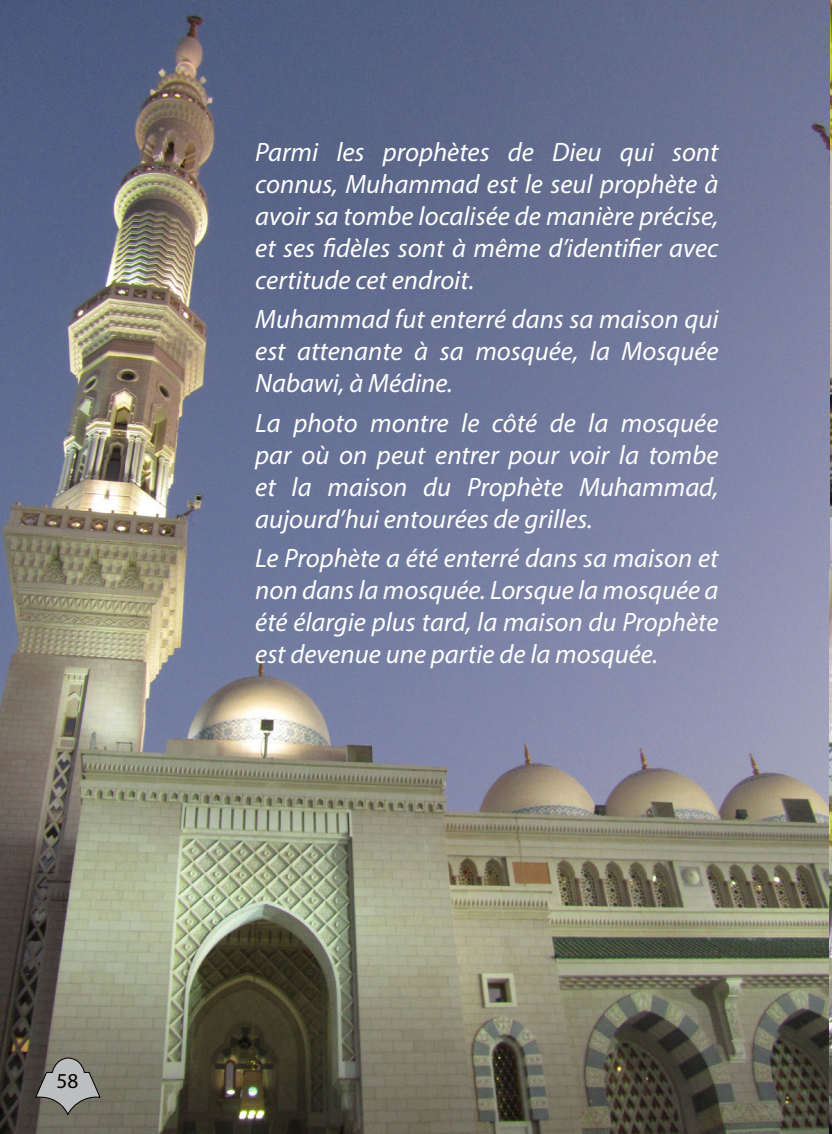 Parmi les prophètes de Dieu qui sont
connus, Muhammad est le seul prophète à
avoir sa tombe localisée de manière précise,
et ses fidèles sont à même d’identifier avec
certitude cet endroit.
Muhammad fut enterré dans sa maison qui
est attenante à sa mosquée, la Mosquée
Nabawi, à Médine.
La photo montre le côté de la mosquée
par où on peut entrer pour voir la tombe
et la maison du Prophète Muhammad,
aujourd’hui entourées de grilles.
Le Prophète a été enterré dans sa maison et
non dans la mosquée. Lorsque la mosquée a
été élargie plus tard, la maison du Prophète
est devenue une partie de la mosquée.
58